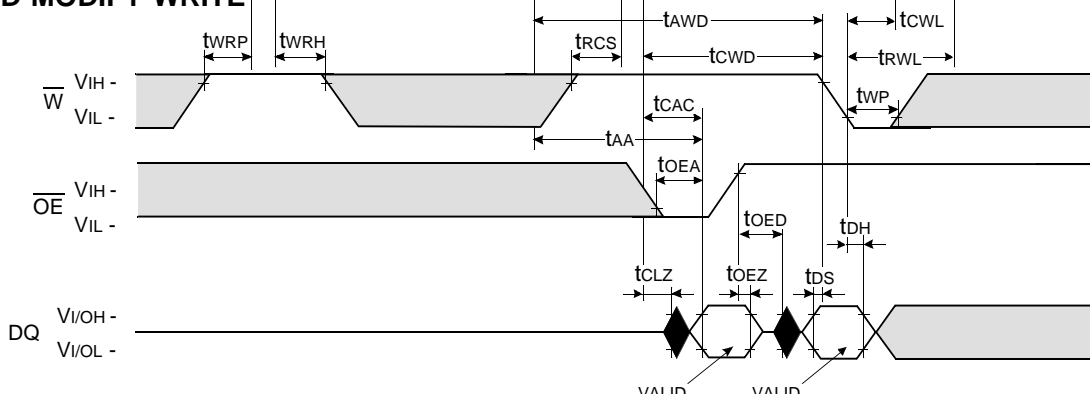 D MODIFY WRITE
tAWD
tCWL
tWRP
tWRH
tRCS
tCWD
tRWL
W
VIH -
VIL -
tWP
tCAC
tAA
OE
VIH -
VIL -
tOEA
tOED
tDH
tCLZ
tOEZ
tDS
DQ
VI/OH -
VI/OL -
VALID
VALID